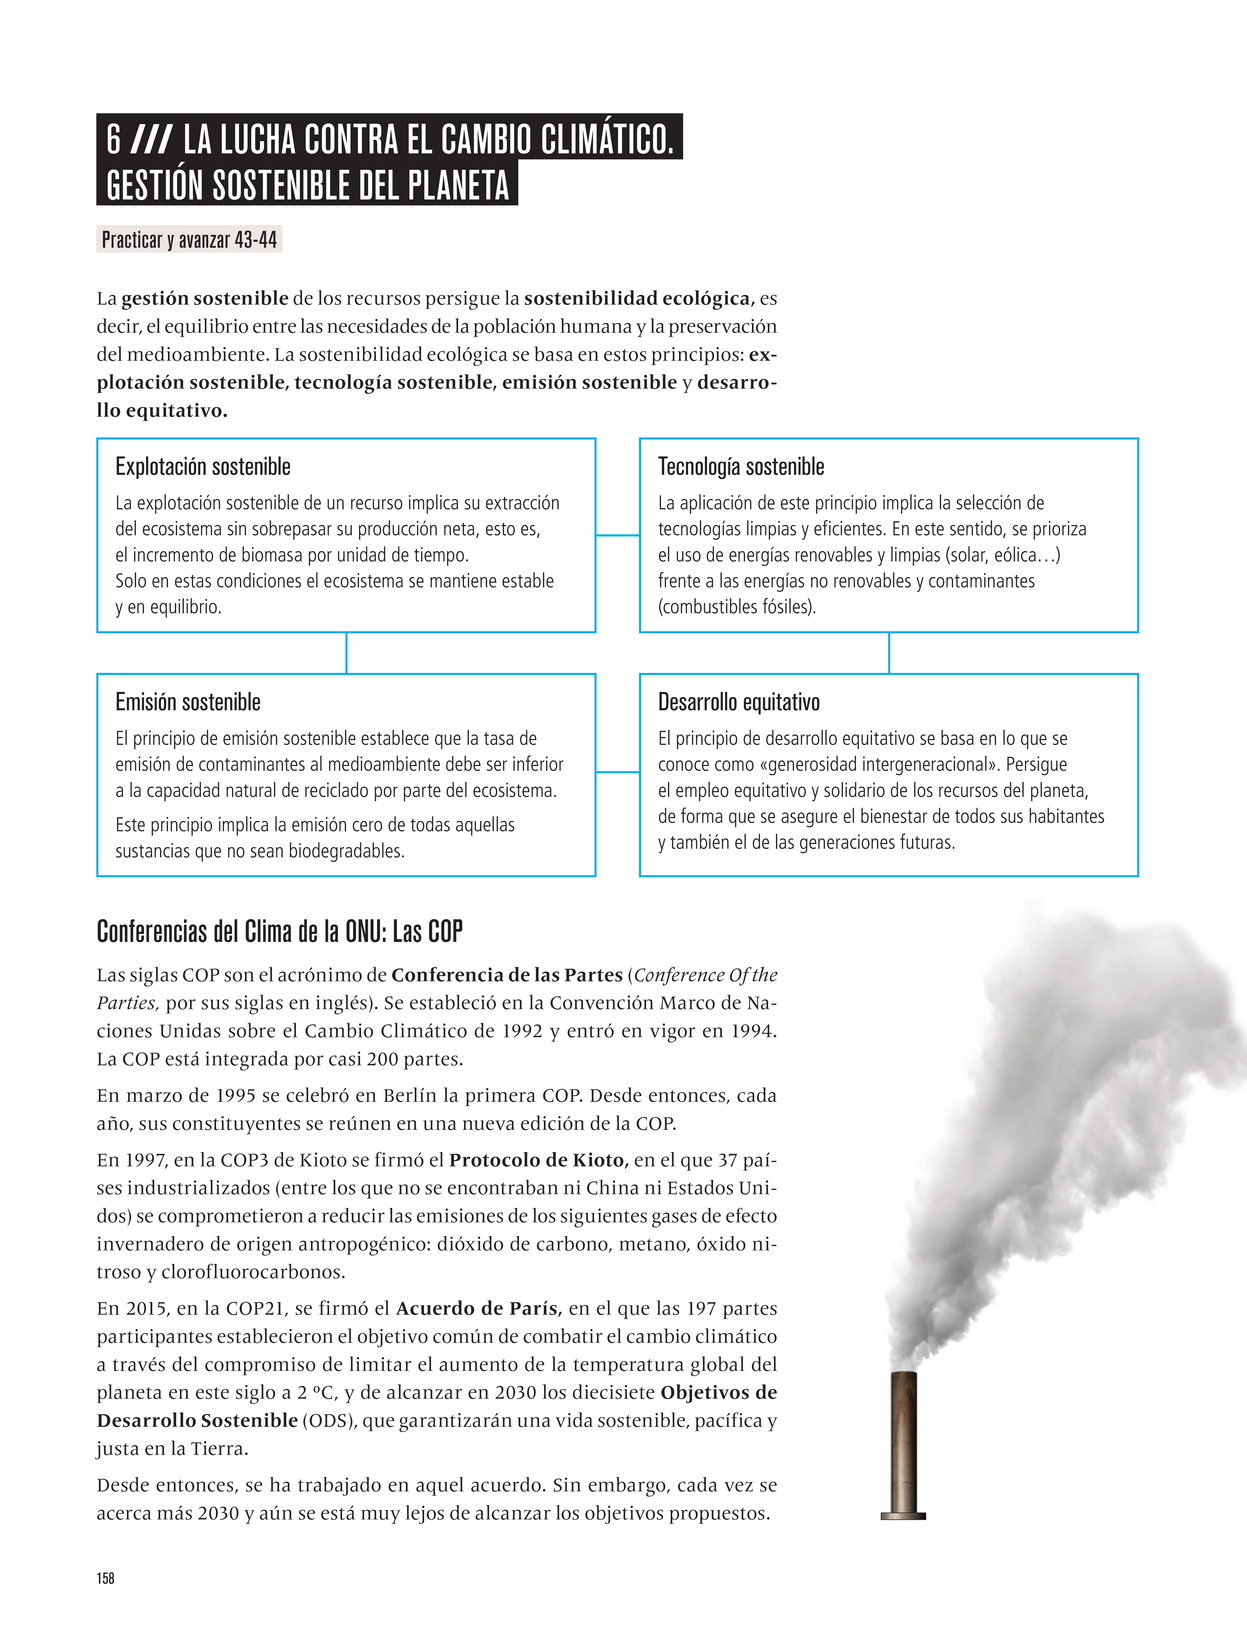 6 /// LA LUCHA CONTRA EL CAMBIO CLIMÁTICO.
GESTIÓN SOSTENIBLE DEL PLANETA
Practicar y avanzar 43-44
La gestión sostenible de los recursos persigue la sostenibilidad ecológica, es
decir, el equilibrio entre las necesidades de la población humana y la preservación
del medioambiente. La sostenibilidad ecológica se basa en estos principios: ex-
plotación sostenible, tecnología sostenible, emisión sostenible y desarro-
llo equitativo.
Explotación sostenible
La explotación sostenible de un recurso implica su extracción
del ecosistema sin sobrepasar su producción neta, esto es,
el incremento de biomasa por unidad de tiempo.
Solo en estas condiciones el ecosistema se mantiene estable
y en equilibrio.
Tecnología sostenible
La aplicación de este principio implica la selección de
tecnologías limpias y eficientes. En este sentido, se prioriza
el uso de energías renovables y limpias (solar, eólica…)
frente a las energías no renovables y contaminantes
(combustibles fósiles).
Emisión sostenible
El principio de emisión sostenible establece que la tasa de
emisión de contaminantes al medioambiente debe ser inferior
a la capacidad natural de reciclado por parte del ecosistema.
Este principio implica la emisión cero de todas aquellas
sustancias que no sean biodegradables.
Desarrollo equitativo
El principio de desarrollo equitativo se basa en lo que se
conoce como «generosidad intergeneracional». Persigue
el empleo equitativo y solidario de los recursos del planeta,
de forma que se asegure el bienestar de todos sus habitantes
y también el de las generaciones futuras.
Conferencias del Clima de la ONU: Las COP
Las siglas COP son el acrónimo de Conferencia de las Partes (Conference Of the
Parties, por sus siglas en inglés). Se estableció en la Convención Marco de Na-
ciones Unidas sobre el Cambio Climático de 1992 y entró en vigor en 1994.
La COP está integrada por casi 200 partes.
En marzo de 1995 se celebró en Berlín la primera COP. Desde entonces, cada
año, sus constituyentes se reúnen en una nueva edición de la COP.
En 1997, en la COP3 de Kioto se firmó el Protocolo de Kioto, en el que 37 paí-
ses industrializados (entre los que no se encontraban ni China ni Estados Uni-
dos) se comprometieron a reducir las emisiones de los siguientes gases de efecto
invernadero de origen antropogénico: dióxido de carbono, metano, óxido ni-
troso y clorofluorocarbonos.
En 2015, en la COP21, se firmó el Acuerdo de París, en el que las 197 partes
participantes establecieron el objetivo común de combatir el cambio climático
a través del compromiso de limitar el aumento de la temperatura global del
planeta en este siglo a 2 ºC, y de alcanzar en 2030 los diecisiete Objetivos de
Desarrollo Sostenible (ODS), que garantizarán una vida sostenible, pacífica y
justa en la Tierra.
Desde entonces, se ha trabajado en aquel acuerdo. Sin embargo, cada vez se
acerca más 2030 y aún se está muy lejos de alcanzar los objetivos propuestos.
158